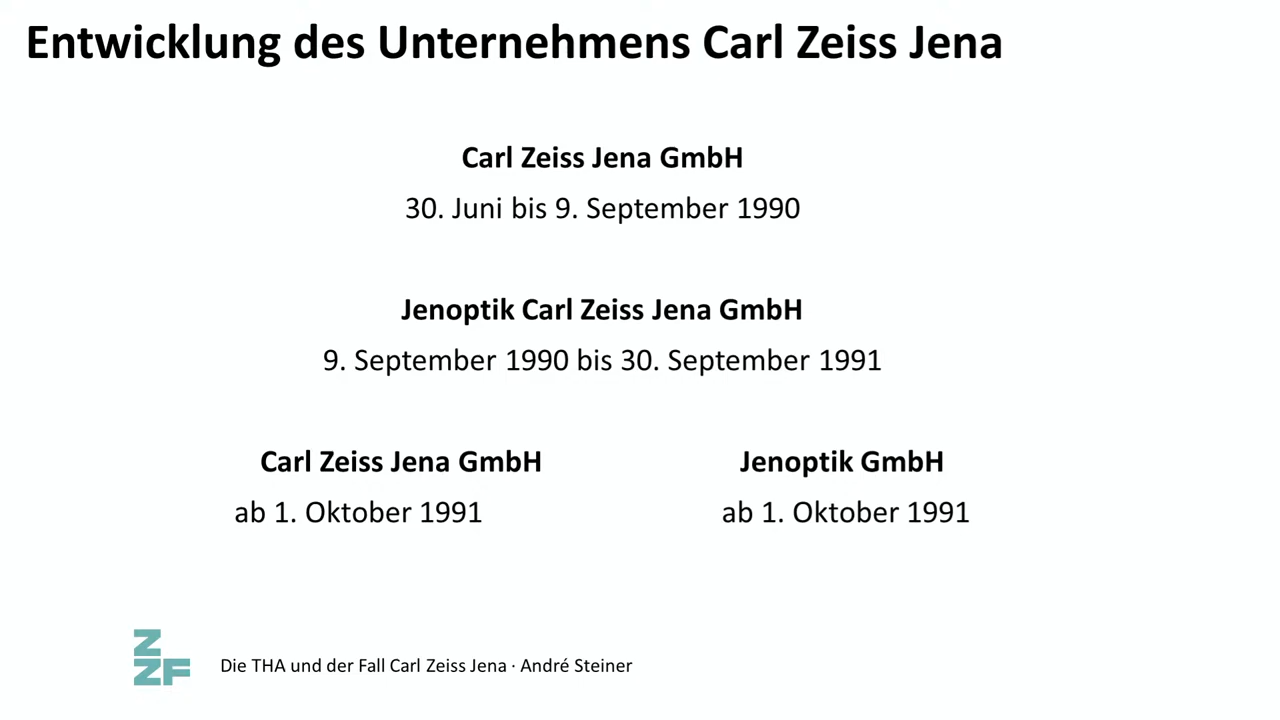 Entwicklung des Unternehmens Carl Zeiss Jena
Carl Zeiss Jena GmbH
30. Juni bis 9. September 1990
Jenoptik Carl Zeiss Jena GmbH
9. September 1990 bis 30. September 1991
Carl Zeiss Jena GmbH
ab 1. Oktober 1991
Jenoptik GmbH
ab 1. Oktober 1991
Z
ZF
Die THA und der Fall Carl Zeiss Jena · André Steiner